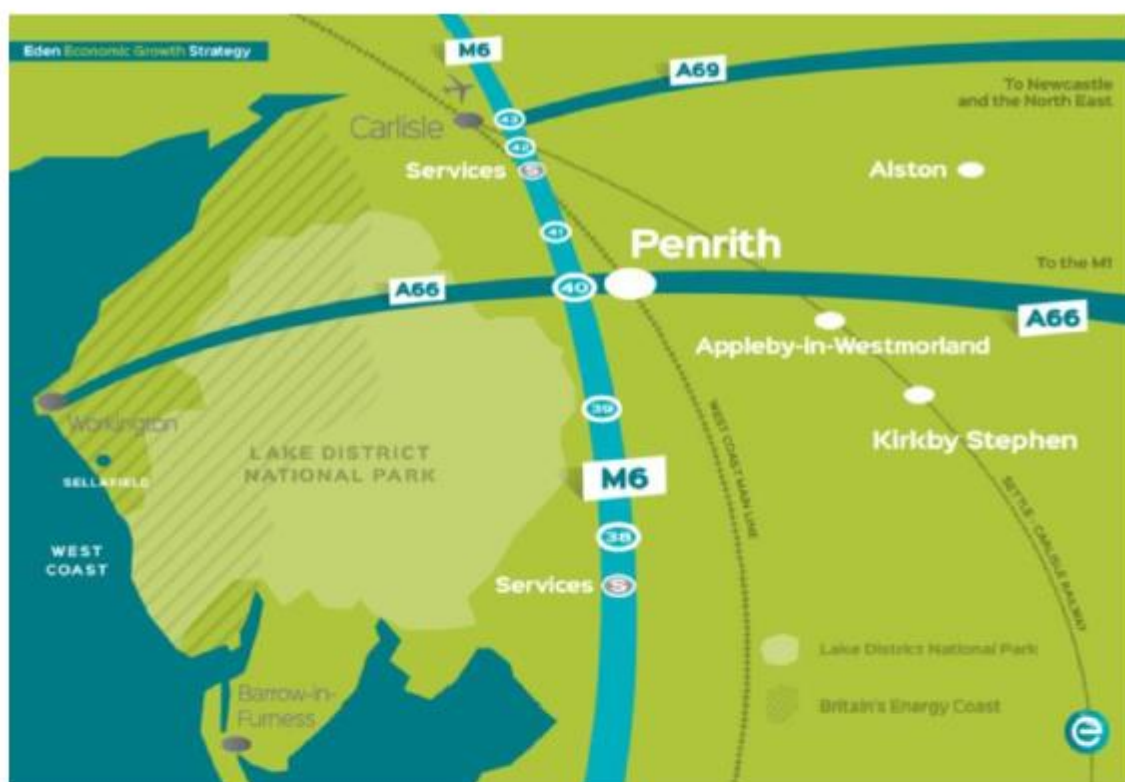 Eden Economic Growth Strategy
M6
A69
To Newcastle
and the North East
Carlisle
43
42
Services
S
Alston
41
Penrith
To the M1
A66
40
A66
Appleby-in-Westmorland
Workington
39
Kirkby Stephen
LAKE DISTRICT
NATIONAL PARK
SELLAFIELD
M6
WEST COAST MAIN LINE
SETTLE - CARLISLE RAILWAY
WEST
COAST
38
Services
S
Lake District National Park
Barrow-in-
Furness
Britain's Energy Coast
e